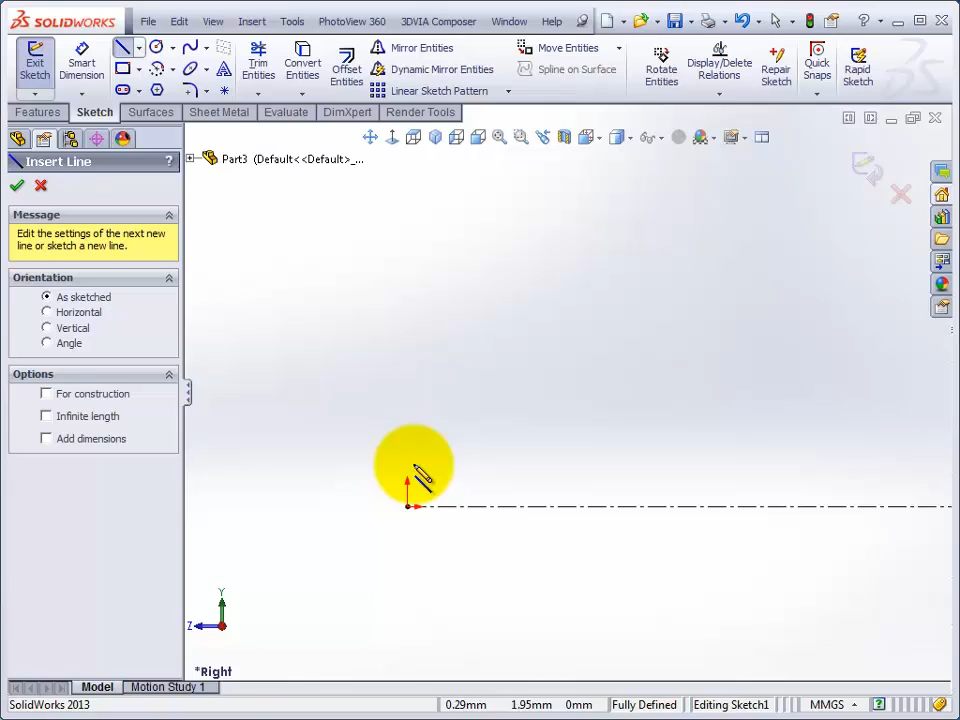 SOLIDWORKS File Edit View Insert Tools PhotoView 360 3DVIA Composer Window Help
Exit Sketch
Smart Dimension
Trim Entities
Convert Entities
Offset Entities
Mirror Entities
Dynamic Mirror Entities
Linear Sketch Pattern
Move Entities
Spline on Surface
Rotate Entities
Display/Delete Relations
Repair Sketch
Quick Snaps
Rapid Sketch
Features Sketch Surfaces Sheet Metal Evaluate DimXpert Render Tools
Insert Line ?
Part3 (Default<<Default>_...
Message
Edit the settings of the next new
line or sketch a new line.
Orientation
As sketched
Horizontal
Vertical
Angle
Options
For construction
Infinite length
Add dimensions
Y
Z
*Right
Model Motion Study 1
SolidWorks 2013 0.29mm 1.95mm 0mm Fully Defined Editing Sketch1 MMGS ?